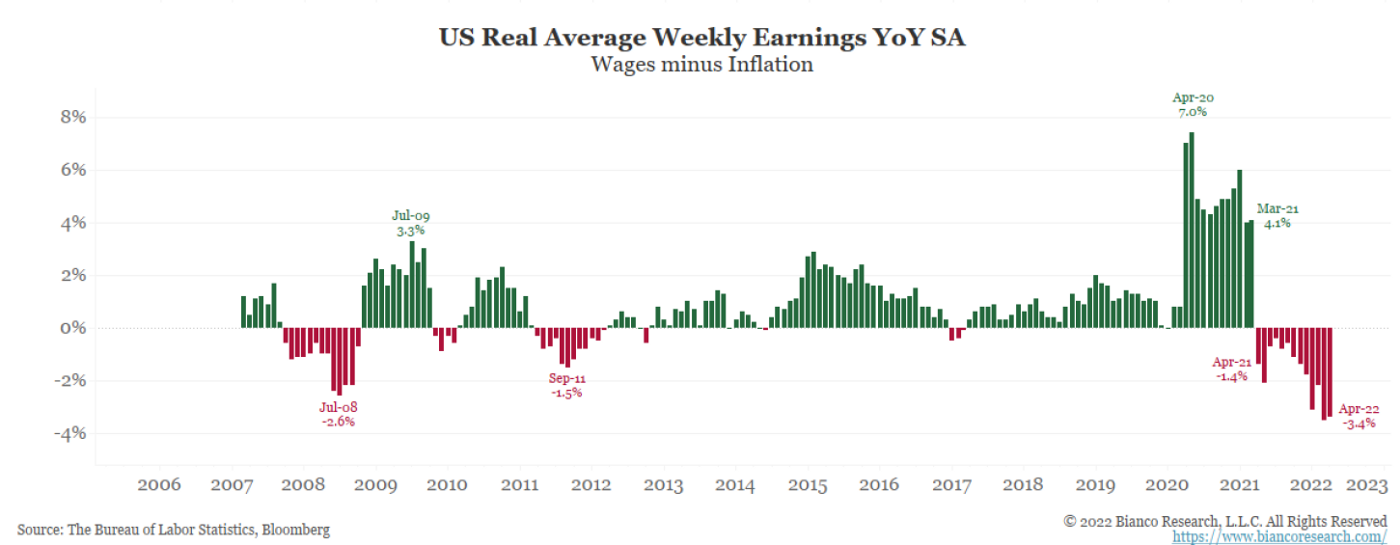 US Real Average Weekly Earnings YoY SA
Wages minus Inflation
8%
6%
4%
2%
0%
-2%
-4%
Jul-08
-2.6%
Jul-09
3.3%
Sep-11
-1.5%
Apr-20
7.0%
Mar-21
4.1%
Apr-21
-1.4%
Apr-22
-3.4%
2006 2007 2008 2009 2010 2011 2012 2013 2014 2015 2016 2017 2018 2019 2020 2021 2022 2023
Source: The Bureau of Labor Statistics, Bloomberg
© 2022 Bianco Research, L.L.C. All Rights Reserved
https://www.biancoresearch.com/